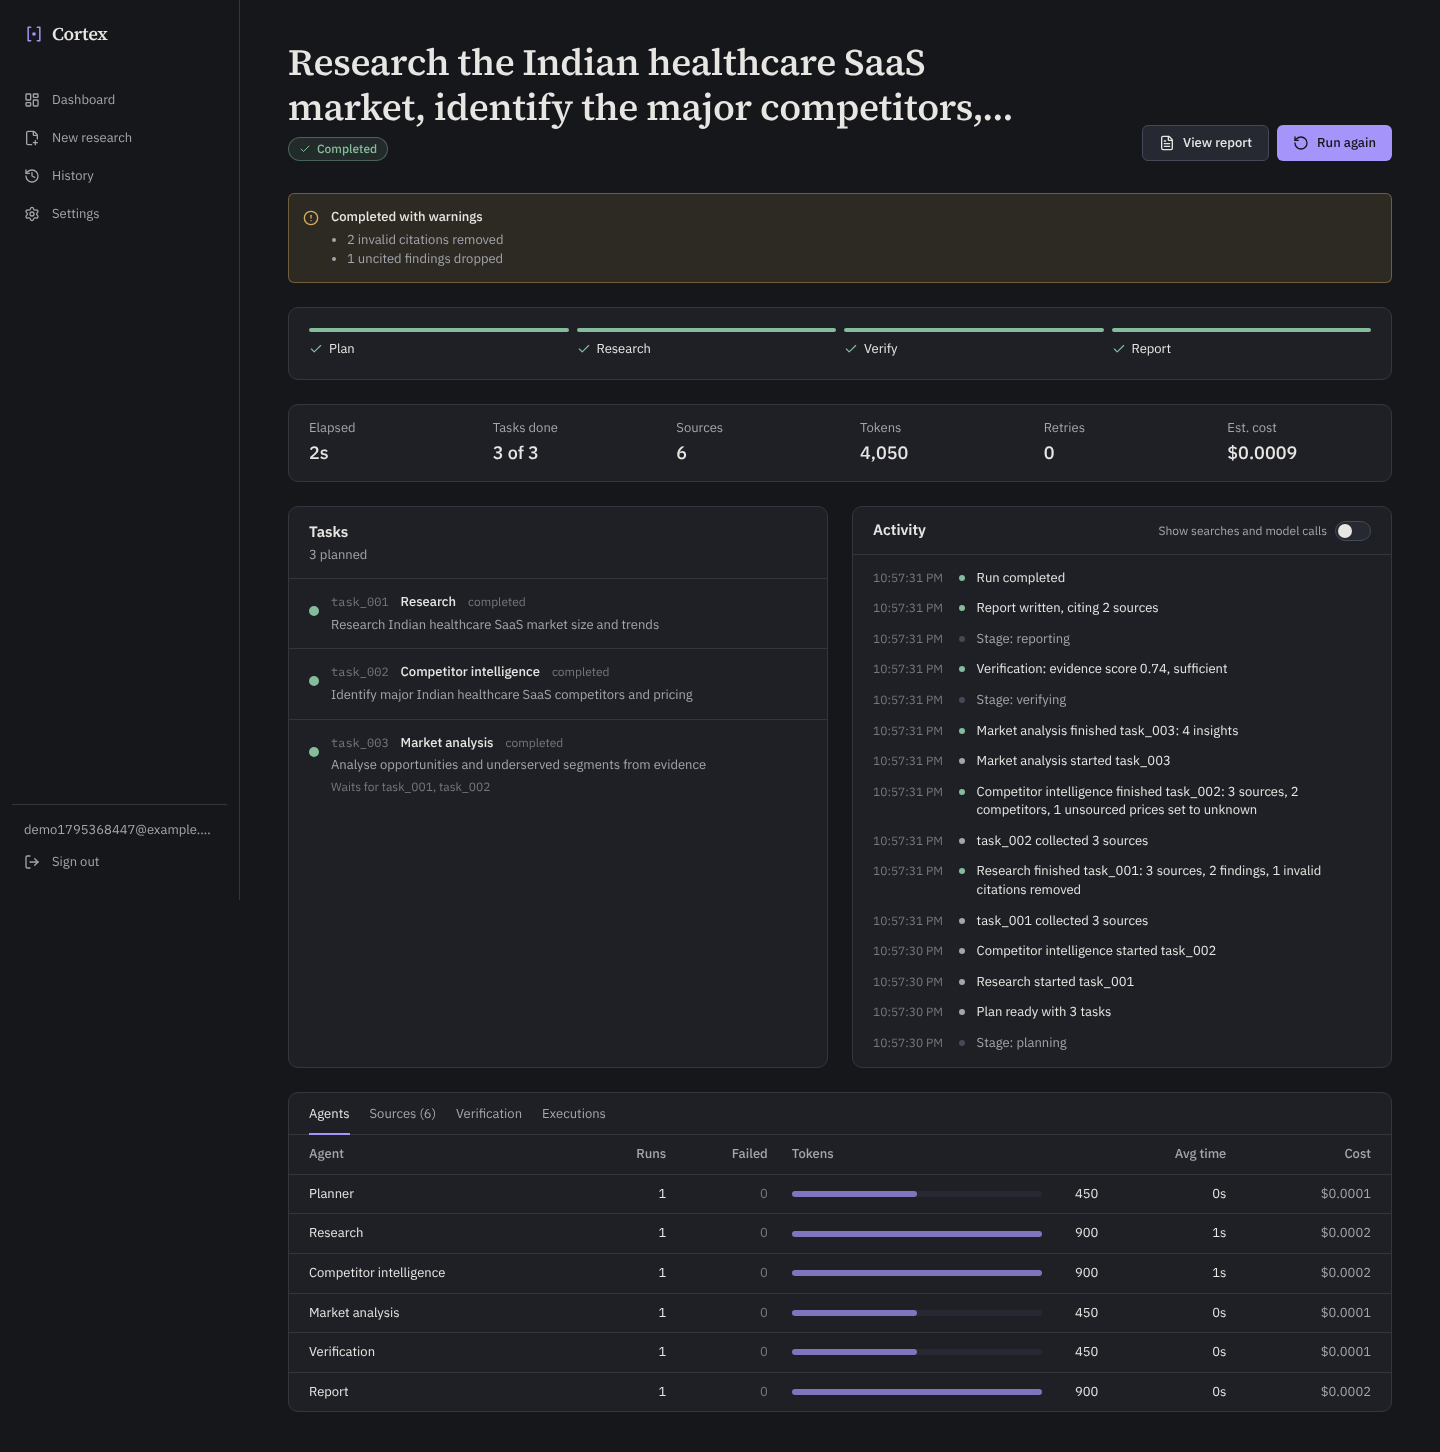 Cortex
Dashboard
New research
History
Settings
demo1795368447@example....
Sign out
Research the Indian healthcare SaaS
market, identify the major competitors,...
Completed
View report
Run again
Completed with warnings
• 2 invalid citations removed
• 1 uncited findings dropped
Plan
Research
Verify
Report
Elapsed
2s
Tasks done
3 of 3
Sources
6
Tokens
4,050
Retries
0
Est. cost
$0.0009
Tasks
3 planned
task_001 Research completed
Research Indian healthcare SaaS market size and trends
task_002 Competitor intelligence completed
Identify major Indian healthcare SaaS competitors and pricing
task_003 Market analysis completed
Analyse opportunities and underserved segments from evidence
Waits for task_001, task_002
Activity
Show searches and model calls
10:57:31 PM Run completed
10:57:31 PM Report written, citing 2 sources
10:57:31 PM Stage: reporting
10:57:31 PM Verification: evidence score 0.74, sufficient
10:57:31 PM Stage: verifying
10:57:31 PM Market analysis finished task_003: 4 insights
10:57:31 PM Market analysis started task_003
10:57:31 PM Competitor intelligence finished task_002: 3 sources, 2
competitors, 1 unsourced prices set to unknown
10:57:31 PM task_002 collected 3 sources
10:57:31 PM Research finished task_001: 3 sources, 2 findings, 1 invalid
citations removed
10:57:31 PM task_001 collected 3 sources
10:57:30 PM Competitor intelligence started task_002
10:57:30 PM Research started task_001
10:57:30 PM Plan ready with 3 tasks
10:57:30 PM Stage: planning
Agents Sources (6) Verification Executions
Agent Runs Failed Tokens Avg time Cost
Planner 1 0 450 0s $0.0001
Research 1 0 900 1s $0.0002
Competitor intelligence 1 0 900 1s $0.0002
Market analysis 1 0 450 0s $0.0001
Verification 1 0 450 0s $0.0001
Report 1 0 900 0s $0.0002